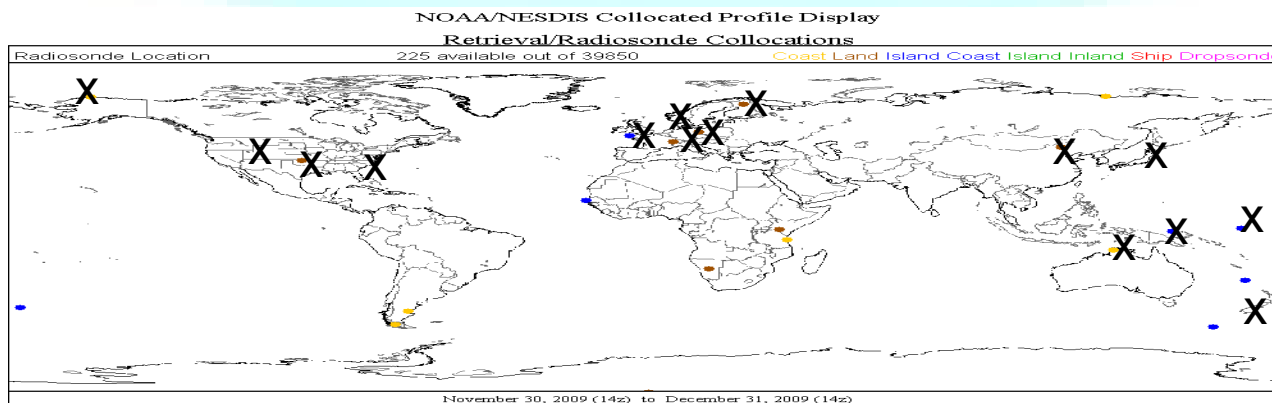 NOAA/NESDIS Collocated Profile Display
Retrieval/Radiosonde Collocations
Radiosonde Location 225 available out of 39850 Coast Land Island Coast Island Inland Ship Dropsonde
X
X X
X X X X
X X X X
X X
X
X
X
X
November 30, 2009 (14z) to December 31, 2009 (14z)